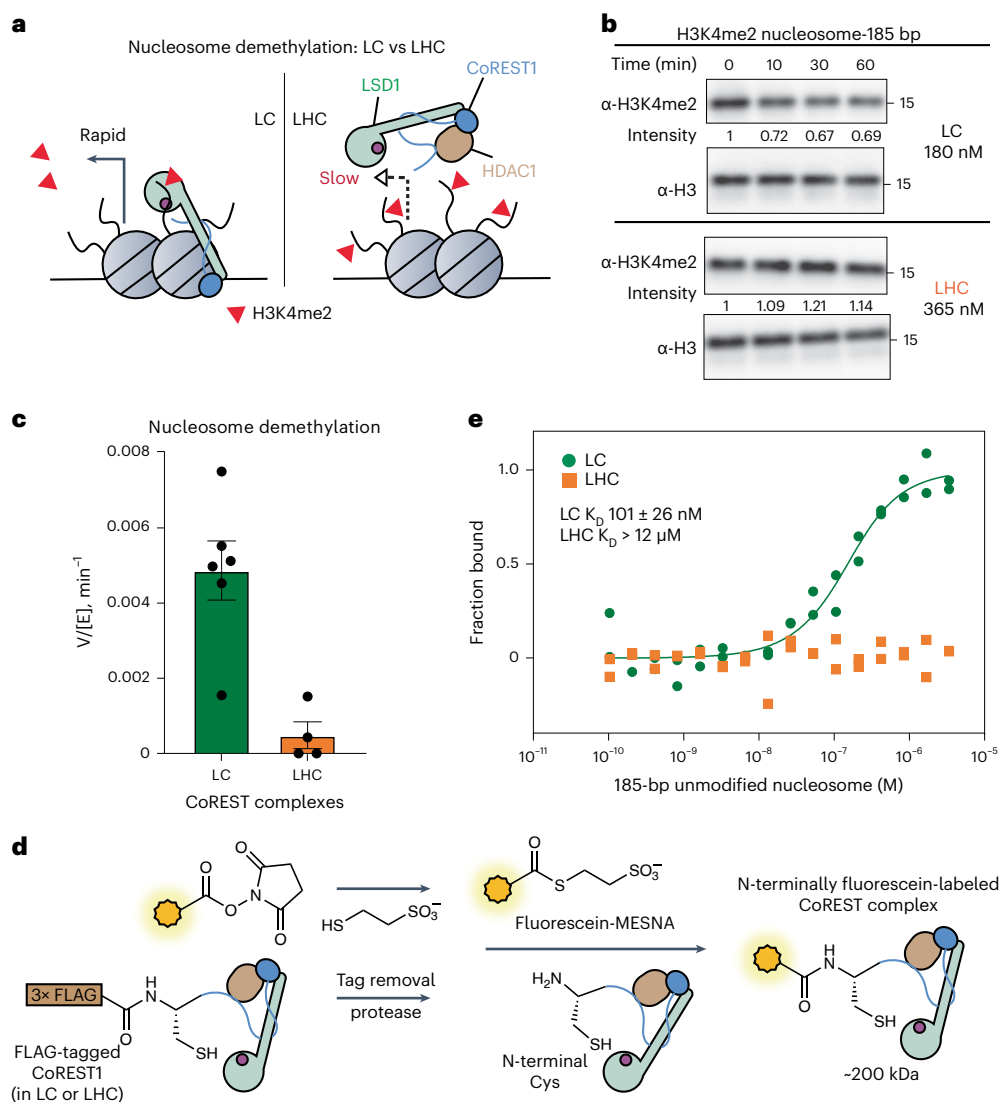 a
Nucleosome demethylation: LC vs LHC
LC
LHC
Rapid
LSD1
CoREST1
HDAC1
Slow
H3K4me2
b
H3K4me2 nucleosome-185 bp
Time (min) 0 10 30 60
α-H3K4me2
15
Intensity 1 0.72 0.67 0.69
LC
180 nM
α-H3
15
α-H3K4me2
15
Intensity 1 1.09 1.21 1.14
LHC
365 nM
α-H3
15
c
Nucleosome demethylation
0.008
0.006
0.004
0.002
0
V/[E], min⁻¹
LC LHC
CoREST complexes
e
LC
LHC
LC K_D 101 ± 26 nM
LHC K_D > 12 µM
1.0
0.5
0
Fraction bound
10⁻¹¹ 10⁻¹⁰ 10⁻⁹ 10⁻⁸ 10⁻⁷ 10⁻⁶ 10⁻⁵
185-bp unmodified nucleosome (M)
d
O
O
O
N
O
HS
SO₃⁻
O
S
SO₃⁻
Fluorescein-MESNA
3× FLAG
H
N
O
SH
FLAG-tagged
CoREST1
(in LC or LHC)
Tag removal
protease
H₂N
SH
N-terminal
Cys
N-terminally fluorescein-labeled
CoREST complex
H
N
O
SH
~200 kDa